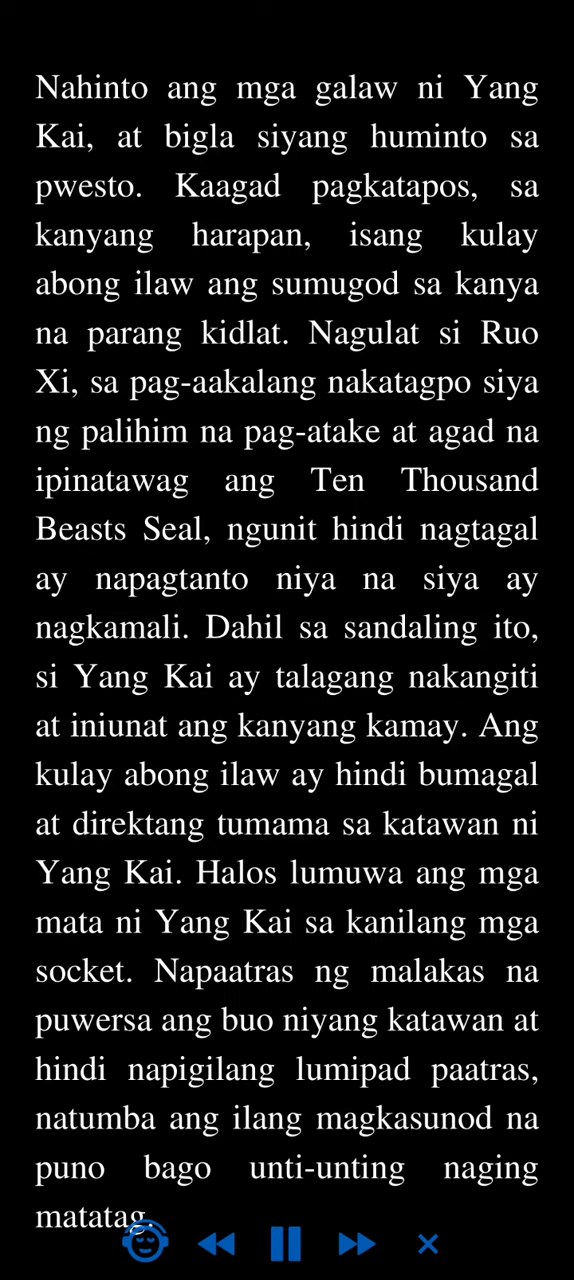 Nahinto ang mga galaw ni Yang
Kai, at bigla siyang huminto sa
pwesto. Kaagad pagkatapos, sa
kanyang harapan, isang kulay
abong ilaw ang sumugod sa kanya
na parang kidlat. Nagulat si Ruo
Xi, sa pag-aakalang nakatagpo siya
ng palihim na pag-atake at agad na
ipinatawag ang Ten Thousand
Beasts Seal, ngunit hindi nagtagal
ay napagtanto niya na siya ay
nagkamali. Dahil sa sandaling ito,
si Yang Kai ay talagang nakangiti
at iniunat ang kanyang kamay. Ang
kulay abong ilaw ay hindi bumagal
at direktang tumama sa katawan ni
Yang Kai. Halos lumuwa ang mga
mata ni Yang Kai sa kanilang mga
socket. Napaatras ng malakas na
puwersa ang buo niyang katawan at
hindi napigilang lumipad paatras,
natumba ang ilang magkasunod na
puno bago unti-unting naging
matatag.